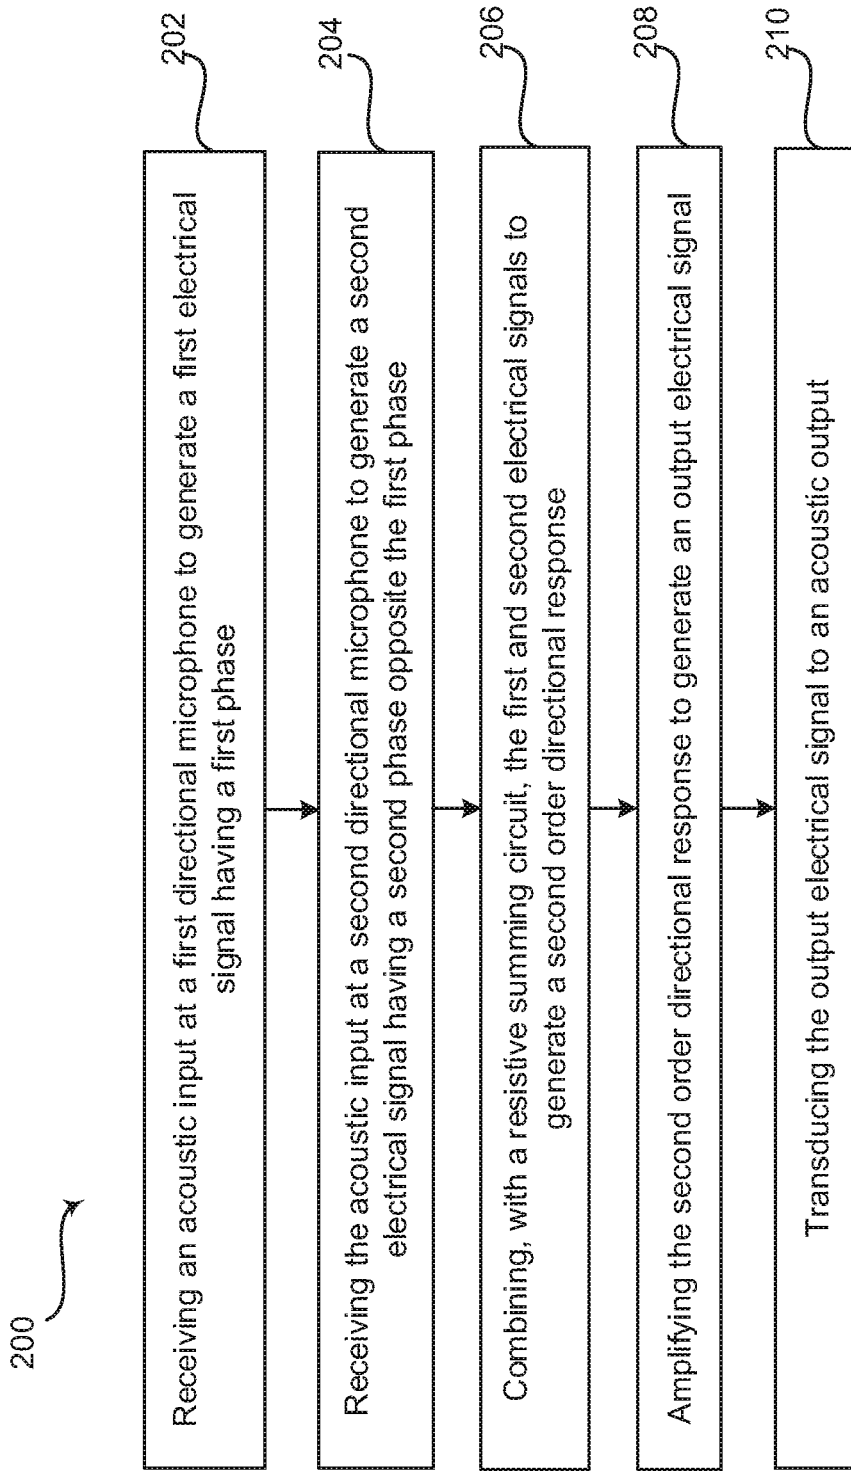 200
Receiving an acoustic input at a first directional microphone to generate a first electrical
signal having a first phase
202
Receiving the acoustic input at a second directional microphone to generate a second
electrical signal having a second phase opposite the first phase
204
Combining, with a resistive summing circuit, the first and second electrical signals to
generate a second order directional response
206
Amplifying the second order directional response to generate an output electrical signal
208
Transducing the output electrical signal to an acoustic output
210